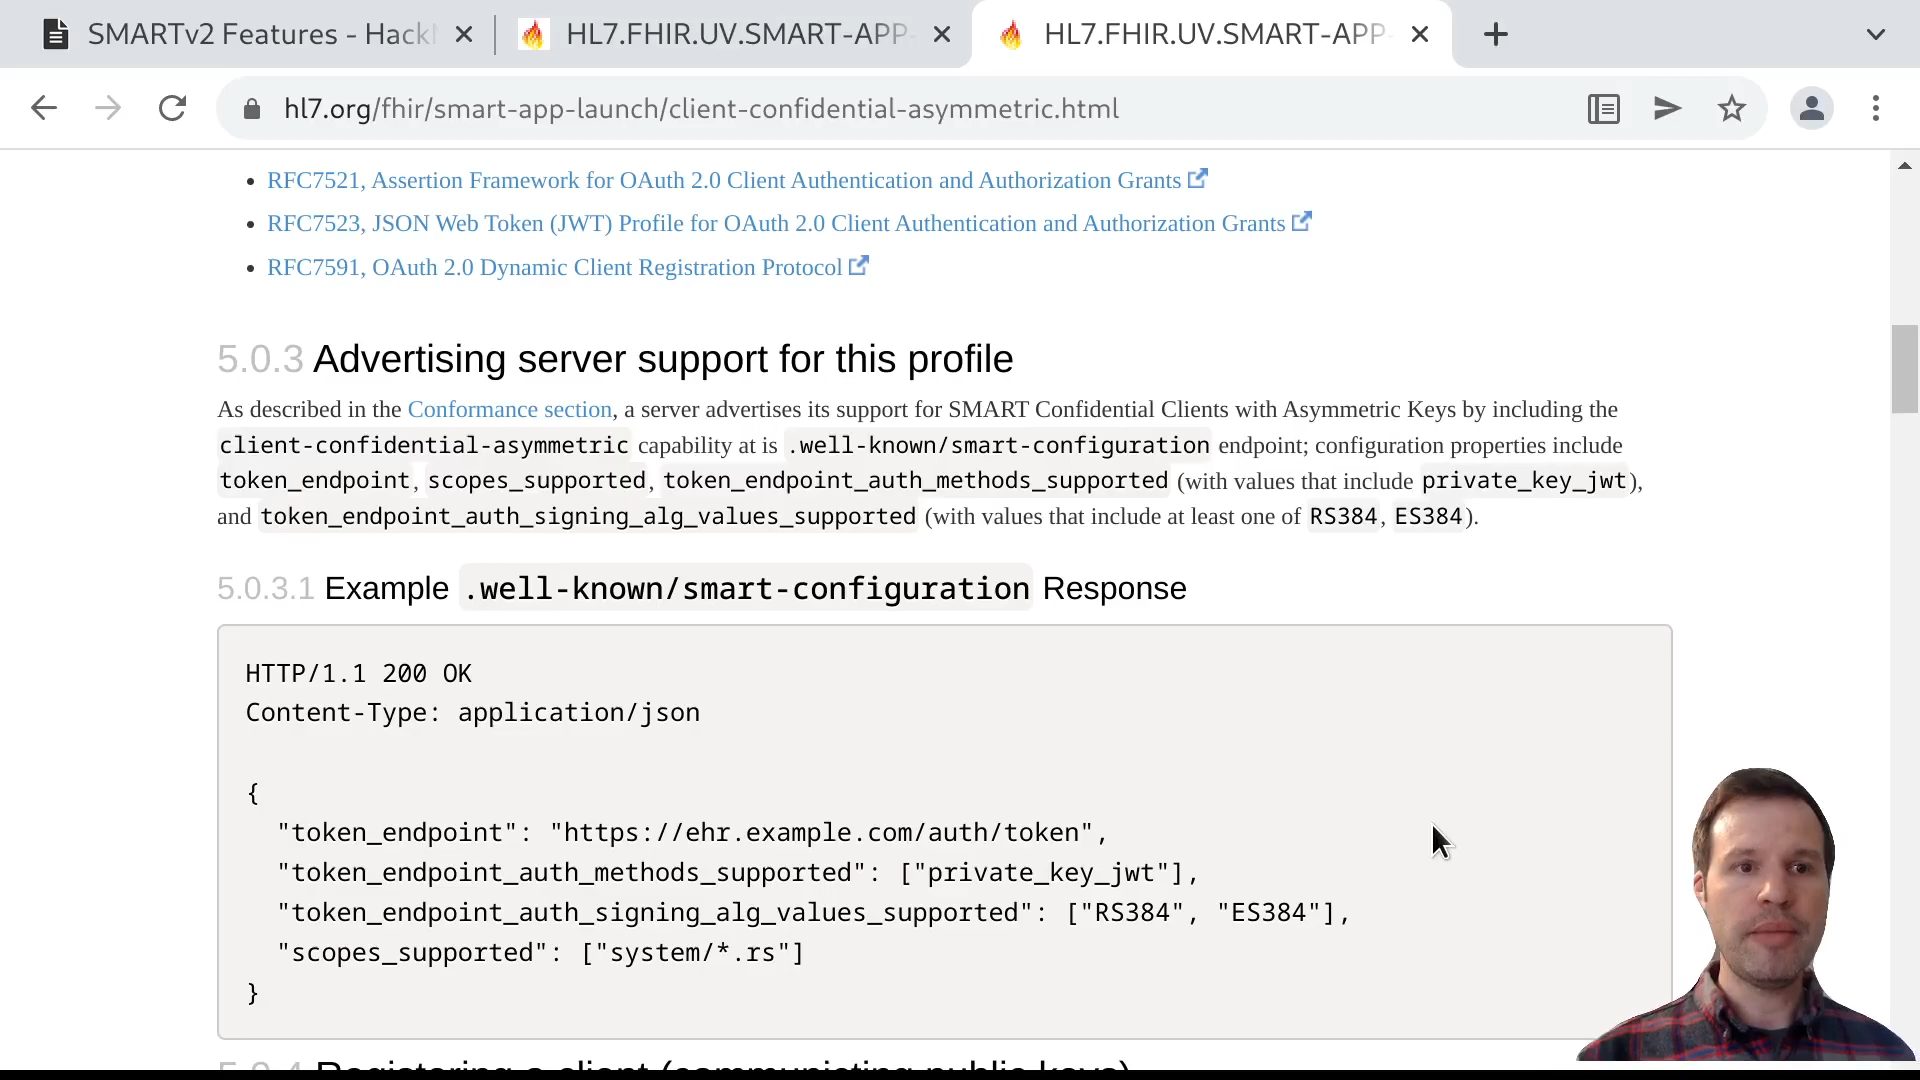 SMARTv2 Features - Hack
HL7.FHIR.UV.SMART-APP-
HL7.FHIR.UV.SMART-APP-
hl7.org/fhir/smart-app-launch/client-confidential-asymmetric.html
RFC7521, Assertion Framework for OAuth 2.0 Client Authentication and Authorization Grants
RFC7523, JSON Web Token (JWT) Profile for OAuth 2.0 Client Authentication and Authorization Grants
RFC7591, OAuth 2.0 Dynamic Client Registration Protocol
5.0.3 Advertising server support for this profile
As described in the Conformance section, a server advertises its support for SMART Confidential Clients with Asymmetric Keys by including the
client-confidential-asymmetric capability at is .well-known/smart-configuration endpoint; configuration properties include
token_endpoint, scopes_supported, token_endpoint_auth_methods_supported (with values that include private_key_jwt),
and token_endpoint_auth_signing_alg_values_supported (with values that include at least one of RS384, ES384).
5.0.3.1 Example .well-known/smart-configuration Response
HTTP/1.1 200 OK
Content-Type: application/json
{
"token_endpoint": "https://ehr.example.com/auth/token",
"token_endpoint_auth_methods_supported": ["private_key_jwt"],
"token_endpoint_auth_signing_alg_values_supported": ["RS384", "ES384"],
"scopes_supported": ["system/*.rs"]
}
5.0.4 Registering a client (communicating public keys)